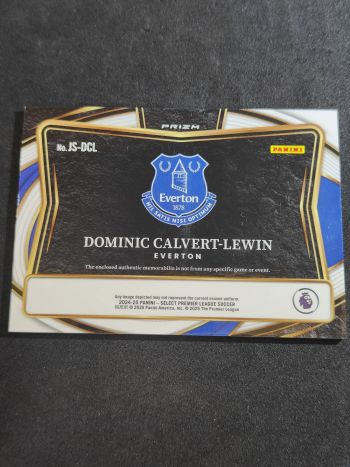 PRIZM
No. JS-DCL
PANINI
Everton
1878
NIL SATIS NISI OPTIMUM
DOMINIC CALVERT-LEWIN
EVERTON
The enclosed authentic memorabilia is not from any specific game or event.
Any image depicted may not represent the current season uniform.
2024-25 PANINI – SELECT PREMIER LEAGUE SOCCER
© 2025 Panini America, Inc. © 2025 The Premier League